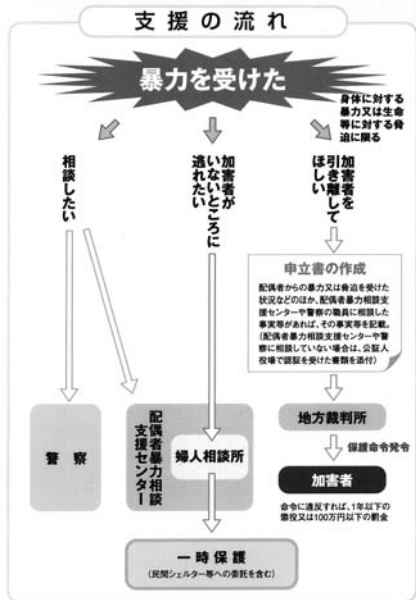 支援の流れ
暴力を受けた
身体に対する
暴力又は生命
等に対する脅
迫に限る
相談したい
加害者が
いないところに
逃れたい
加害者を
引き離して
ほしい
申立書の作成
配偶者からの暴力又は脅迫を受けた
状況などのほか、配偶者暴力相談支
援センターや警察の職員に相談した
事実等があれば、その事実等を記載。
(配偶者暴力相談支援センターや警
察に相談していない場合は、公証人
役場で認証を受けた書類を添付)
警察
配偶者暴力相談
支援センター
婦人相談所
地方裁判所
保護命令発令
加害者
命令に違反すれば、1年以下の
懲役又は100万円以下の罰金
一時保護
(民間シェルター等への委託を含む)